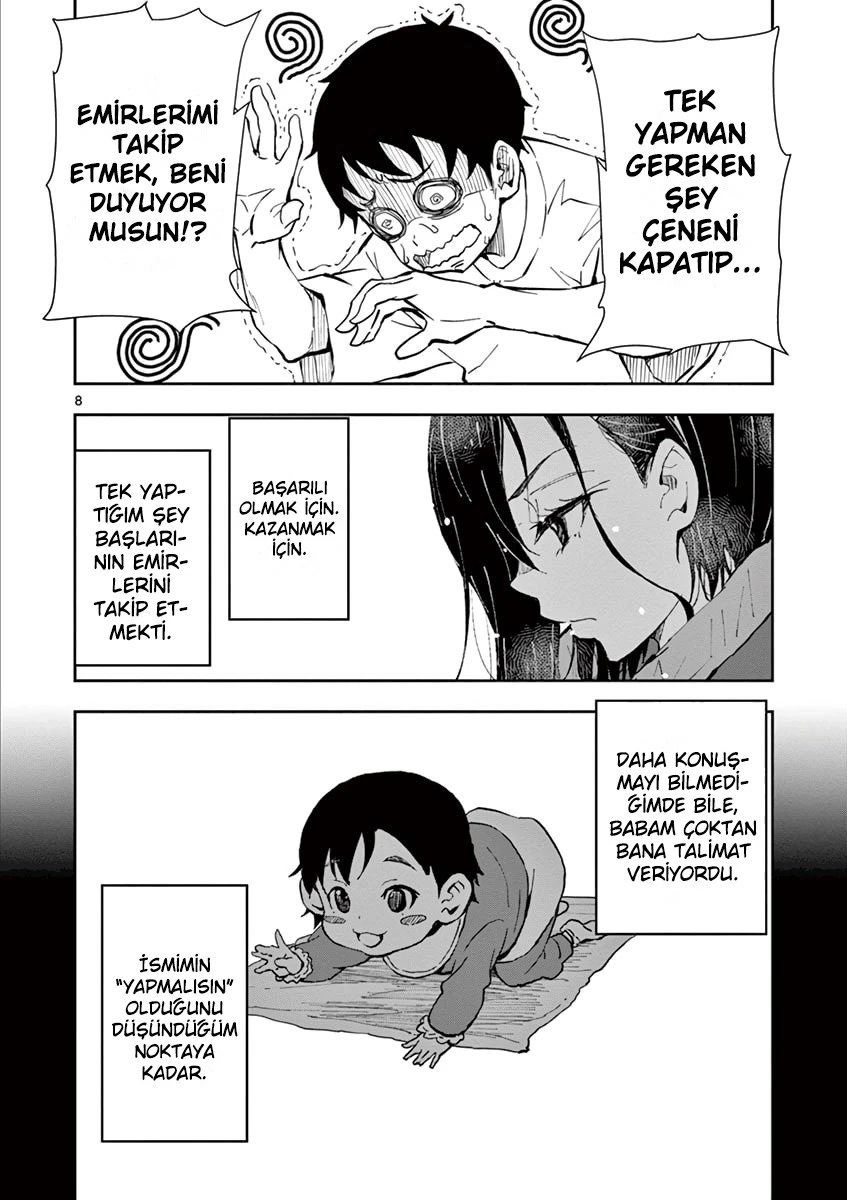 TEK
YAPMAN
GEREKEN
ŞEY
ÇENENİ
KAPATIP...
EMİRLERİMİ
TAKİP
ETMEK, BENİ
DUYUYOR
MUSUN!?
8
BAŞARILI
OLMAK İÇİN.
KAZANMAK
İÇİN.
TEK YAP-
TIĞIM ŞEY
BAŞLARI-
NIN EMİR-
LERİNİ
TAKİP ET-
MEKTİ.
DAHA KONUŞ-
MAYI BİLMEDİ-
ĞİMDE BİLE,
BABAM ÇOKTAN
BANA TALİMAT
VERİYORDU.
İSMİMİN
"YAPMALISIN"
OLDUĞUNU
DÜŞÜNDÜĞÜM
NOKTAYA
KADAR.